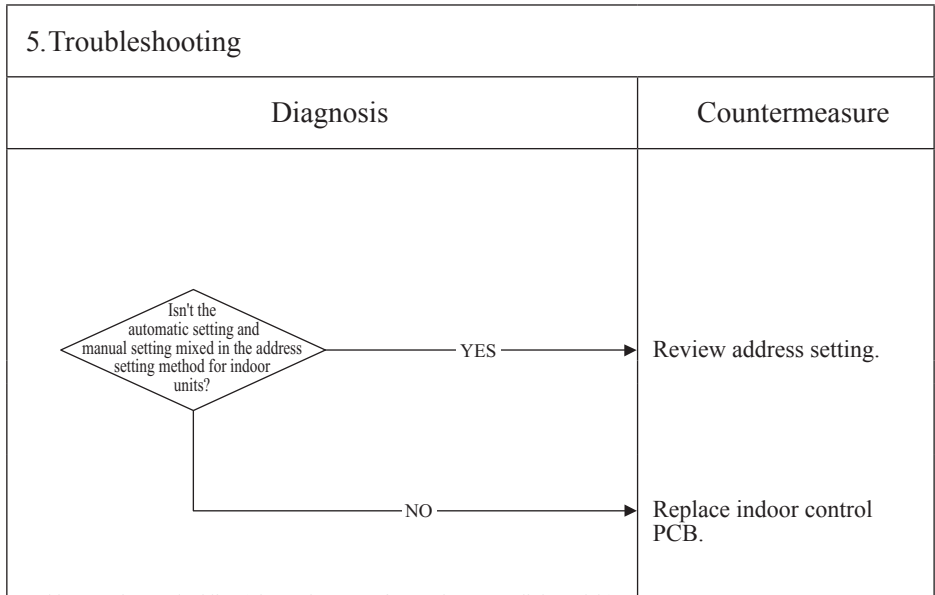 5.Troubleshooting
Diagnosis
Countermeasure
Isn't the
automatic setting and
manual setting mixed in the address
setting method for indoor
units?
YES
Review address setting.
NO
Replace indoor control
PCB.